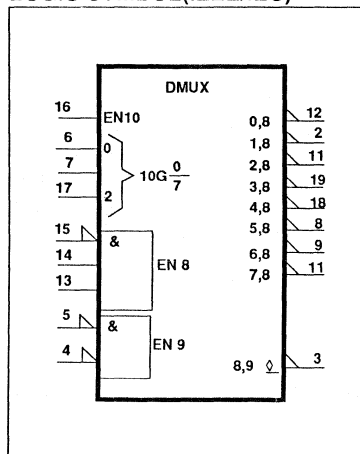 DMUX
16 EN10
6 0
7 10G 0/7
17 2
15 &
14 EN 8
13
5 &
4 EN 9
0,8 12
1,8 2
2,8 11
3,8 19
4,8 18
5,8 8
6,8 9
7,8 11
8,9 ◊ 3